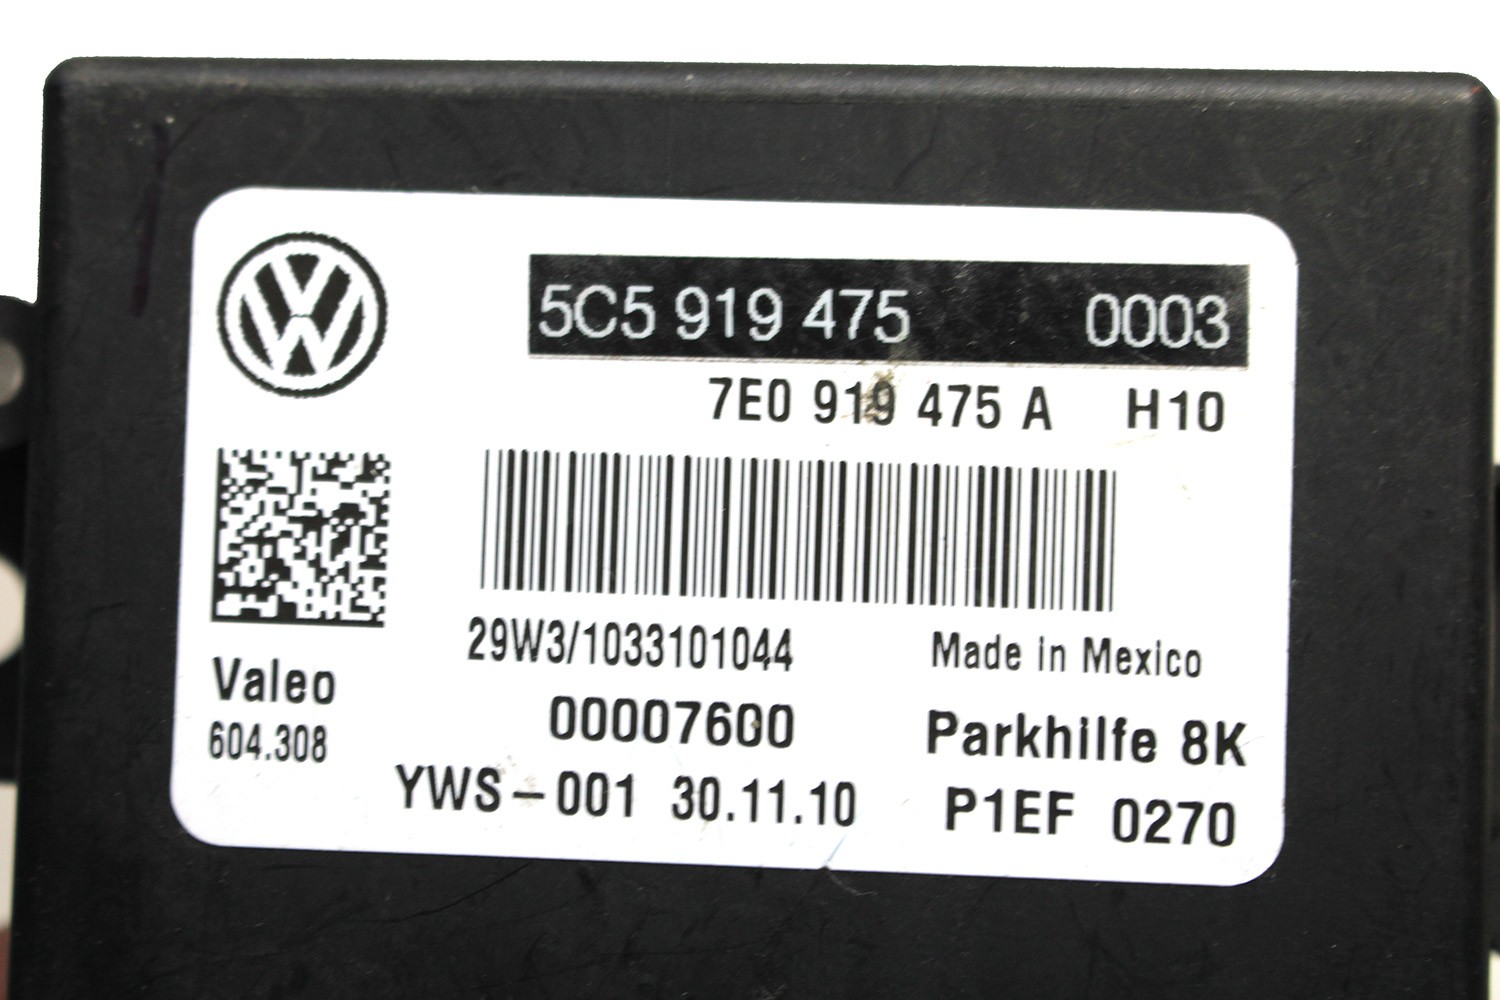 5C5 919 475 0003
7E0 919 475 A H10
29W3/1033101044 Made in Mexico
Valeo
00007600 Parkhilfe 8K
604.308
YWS-001 30.11.10 P1EF 0270